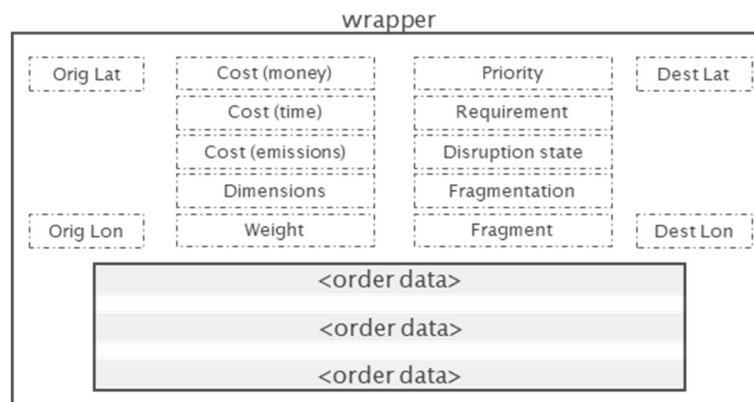 wrapper
Orig Lat Cost (money) Priority Dest Lat
Cost (time) Requirement
Cost (emissions) Disruption state
Dimensions Fragmentation
Orig Lon Weight Fragment Dest Lon
<order data>
<order data>
<order data>